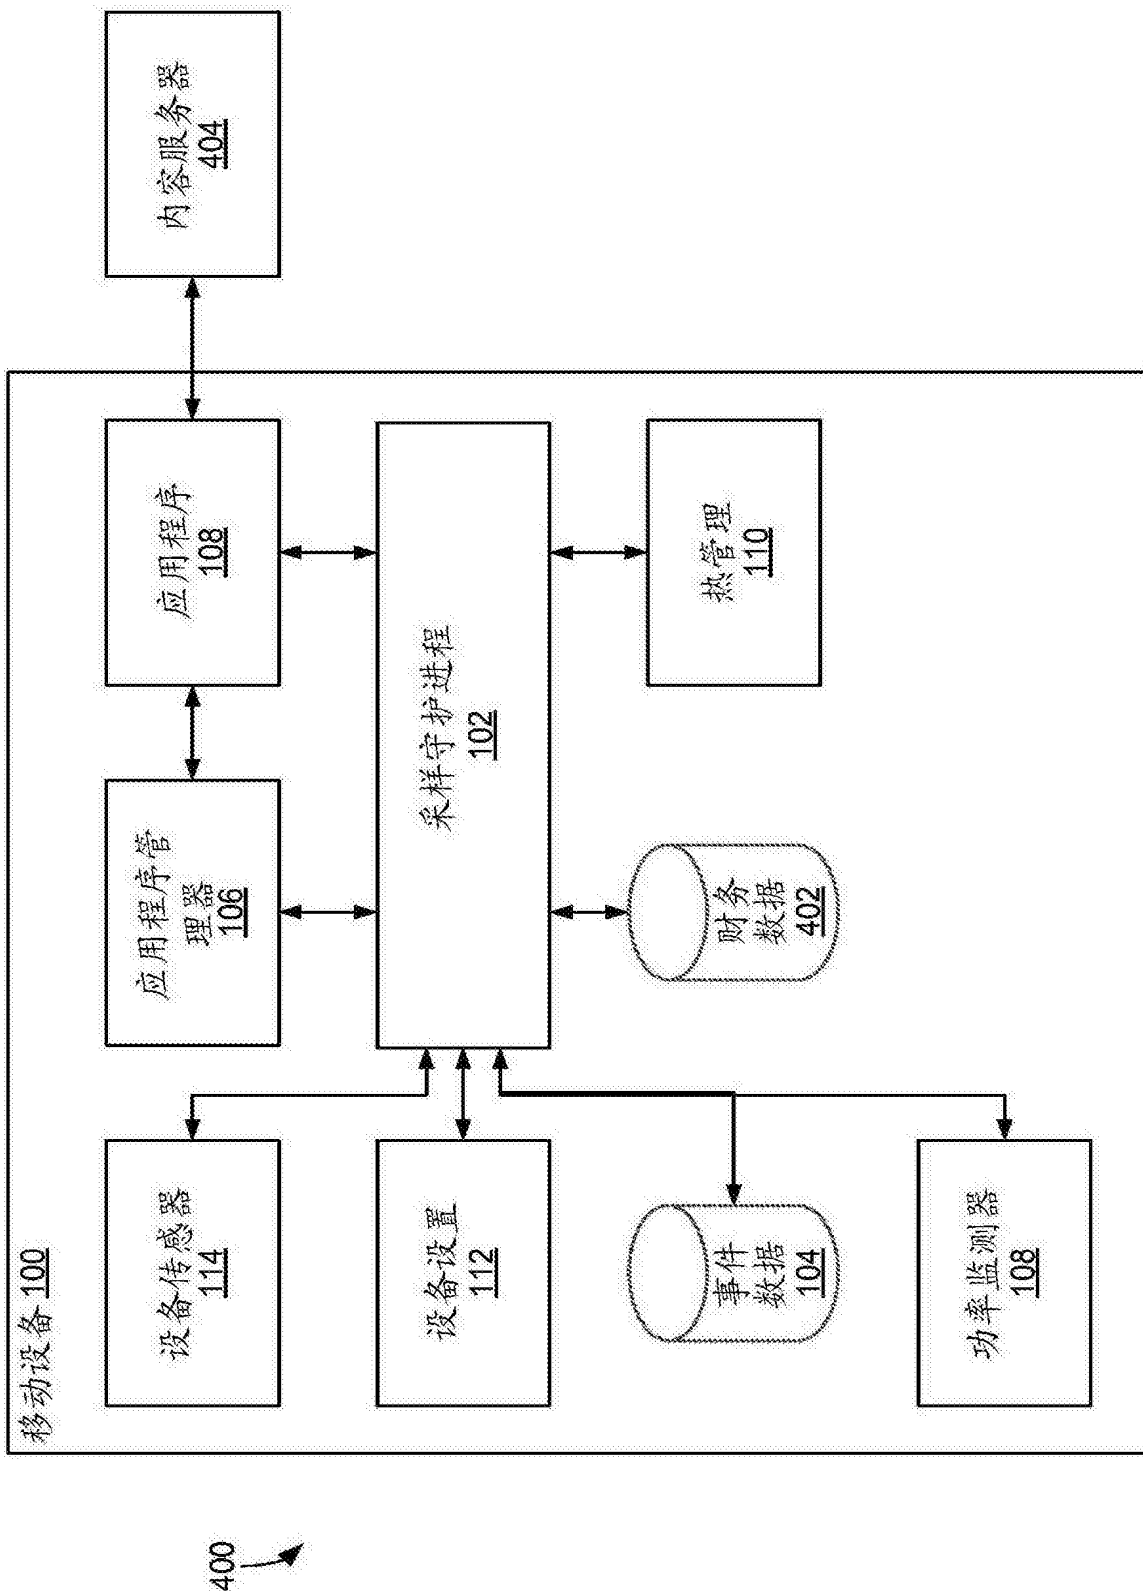 400
移动设备 100
设备传感器
114
应用程序管
理器
106
应用程序
108
内容服务器
404
设备设置
112
采样守护进程
102
事件
数据
104
财务
数据
402
热管理
110
功率监测器
108